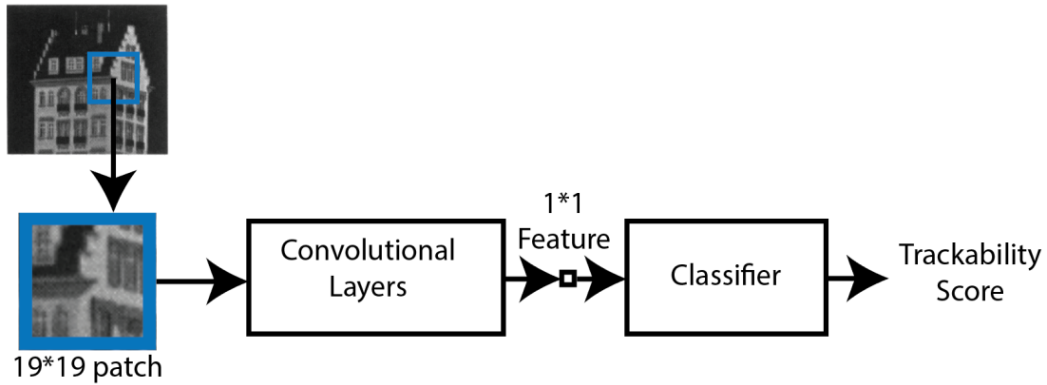 19*19 patch
Convolutional
Layers
1*1
Feature
Classifier
Trackability
Score